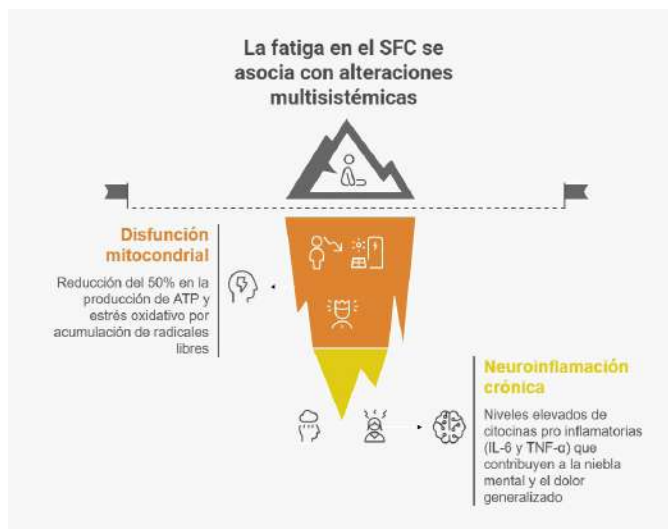 La fatiga en el SFC se
asocia con alteraciones
multisistémicas
Disfunción
mitocondrial
Reducción del 50% en la
producción de ATP y
estrés oxidativo por
acumulación de radicales
libres
Neuroinflamación
crónica
Niveles elevados de
citocinas pro inflamatorias
(IL-6 y TNF-α) que
contribuyen a la niebla
mental y el dolor
generalizado